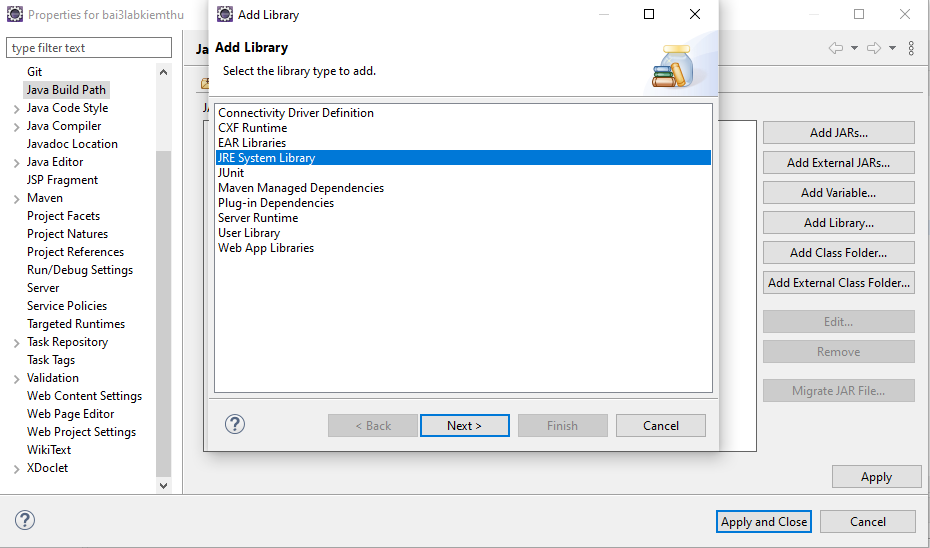 Properties for bai3labkiemthu
type filter text
Git
Java Build Path
Java Code Style
Java Compiler
Javadoc Location
Java Editor
JSP Fragment
Maven
Project Facets
Project Natures
Project References
Run/Debug Settings
Server
Service Policies
Targeted Runtimes
Task Repository
Task Tags
Validation
Web Content Settings
Web Page Editor
Web Project Settings
WikiText
XDoclet
Add Library
Add Library
Select the library type to add.
Connectivity Driver Definition
CXF Runtime
EAR Libraries
JRE System Library
JUnit
Maven Managed Dependencies
Plug-in Dependencies
Server Runtime
User Library
Web App Libraries
< Back
Next >
Finish
Cancel
Add JARs...
Add External JARs...
Add Variable...
Add Library...
Add Class Folder...
Add External Class Folder...
Edit...
Remove
Migrate JAR File...
Apply
Apply and Close
Cancel